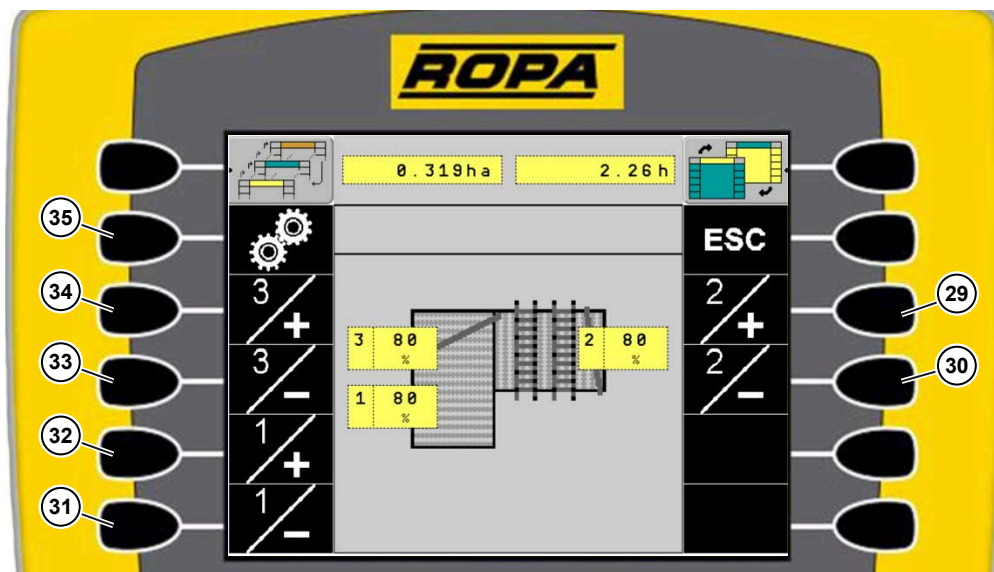 ROPA
0.319ha 2.26h
35 ESC
34 3/+ 3 80 % 2 80 % 2/+ 29
33 3/- 1 80 % 2/- 30
32 1/+
31 1/-